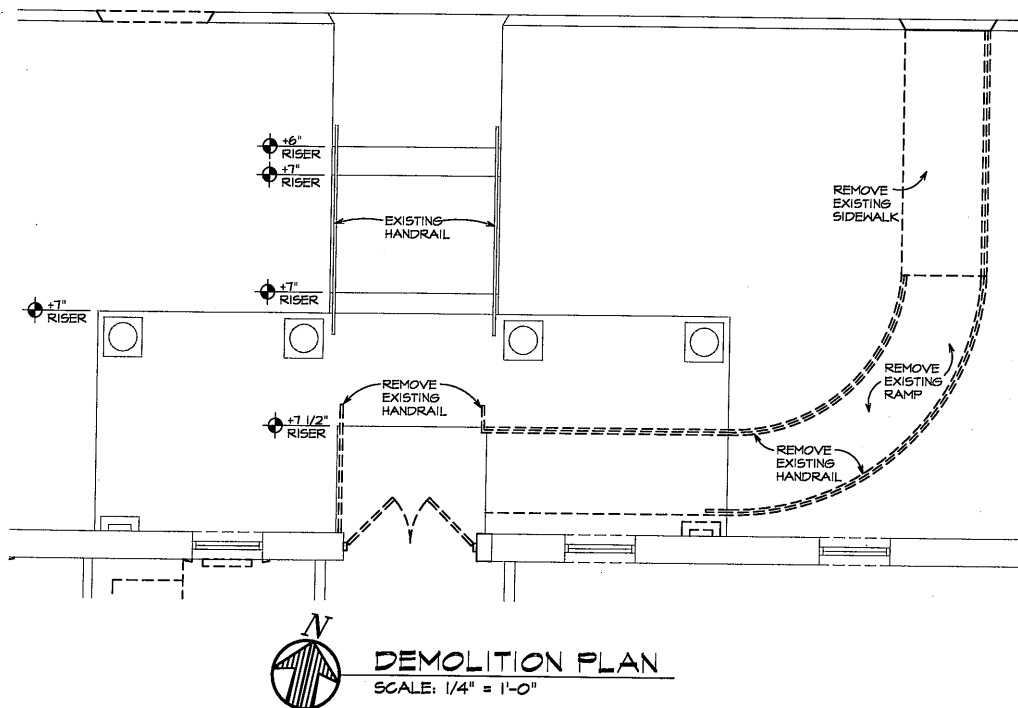 +6"
RISER
+7"
RISER
EXISTING
HANDRAIL
REMOVE
EXISTING
SIDEWALK
+7"
RISER
+7"
RISER
REMOVE
EXISTING
HANDRAIL
REMOVE
EXISTING
RAMP
+7 1/2"
RISER
REMOVE
EXISTING
HANDRAIL
N
DEMOLITION PLAN
SCALE: 1/4" = 1'-0"